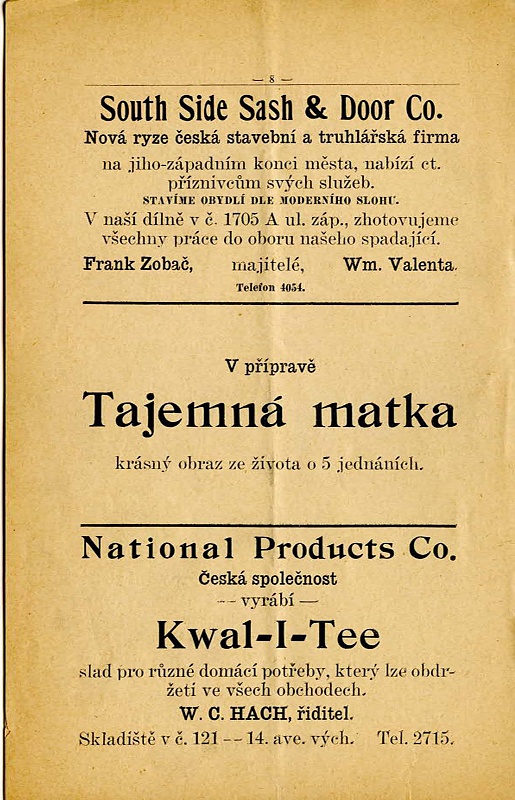 — 8 —
South Side Sash & Door Co.
Nová ryze česká stavební a truhlářská firma
na jiho-západním konci města, nabízí ct.
příznivcům svých služeb.
STAVÍME OBYDLÍ DLE MODERNÍHO SLOHU.
V naší dílně v č. 1705 A ul. záp., zhotovujeme
všechny práce do oboru našeho spadající.
Frank Zobač, majitelé, Wm. Valenta.
Telefon 4054.
V přípravě
Tajemná matka
krásný obraz ze života o 5 jednáních.
National Products Co.
Česká společnost
— vyrábí —
Kwal-I-Tee
slad pro různé domácí potřeby, který lze obdr-
žeti ve všech obchodech.
W. C. HACH, řiditel.
Skladiště v č. 121 — 14. ave. vých. Tel. 2715.